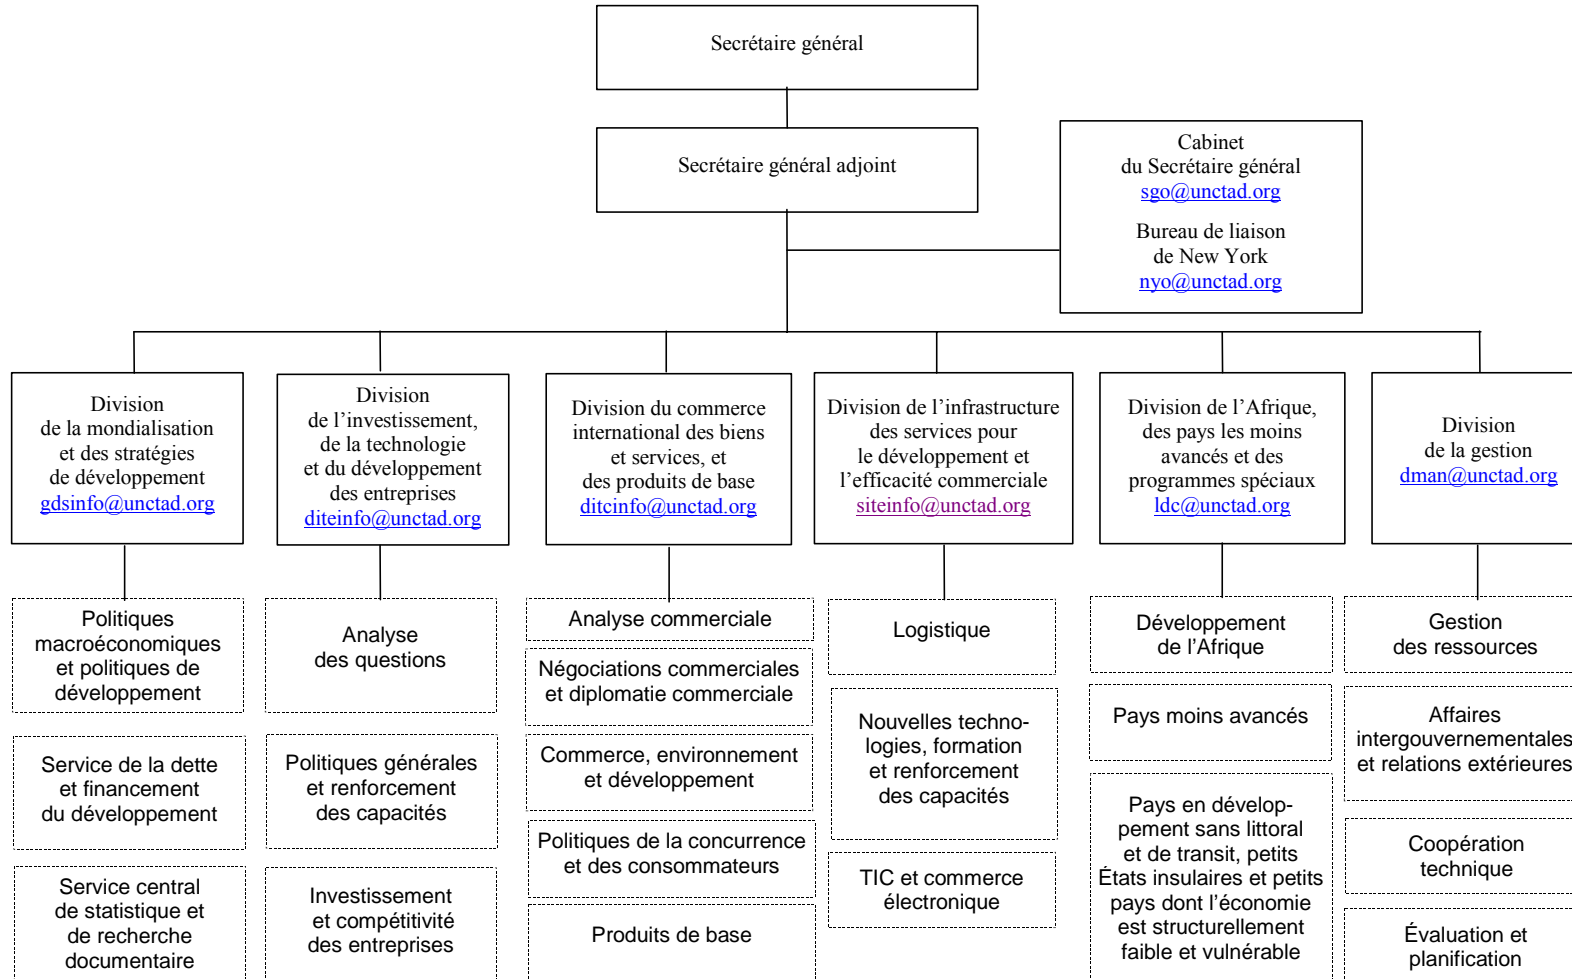 Secrétaire général
Secrétaire général adjoint
Cabinet
du Secrétaire général
sgo@unctad.org
Bureau de liaison
de New York
nyo@unctad.org
Division
de la mondialisation
et des stratégies
de développement
gdsinfo@unctad.org
Division
de l’investissement,
de la technologie
et du développement
des entreprises
diteinfo@unctad.org
Division du commerce
international des biens
et services, et
des produits de base
ditcinfo@unctad.org
Division de l’infrastructure
des services pour
le développement et
l’efficacité commerciale
siteinfo@unctad.org
Division de l’Afrique,
des pays les moins
avancés et des
programmes spéciaux
ldc@unctad.org
Division
de la gestion
dman@unctad.org
Politiques
macroéconomiques
et politiques de
développement
Service de la dette
et financement
du développement
Service central
de statistique et
de recherche
documentaire
Analyse
des questions
Politiques générales
et renforcement
des capacités
Investissement
et compétitivité
des entreprises
Analyse commerciale
Négociations commerciales
et diplomatie commerciale
Commerce, environnement
et développement
Politiques de la concurrence
et des consommateurs
Produits de base
Logistique
Nouvelles techno-
logies, formation
et renforcement
des capacités
TIC et commerce
électronique
Développement
de l’Afrique
Pays moins avancés
Pays en dévelop-
pement sans littoral
et de transit, petits
États insulaires et petits
pays dont l’économie
est structurellement
faible et vulnérable
Gestion
des ressources
Affaires
intergouvernementales
et relations extérieures
Coopération
technique
Évaluation et
planification